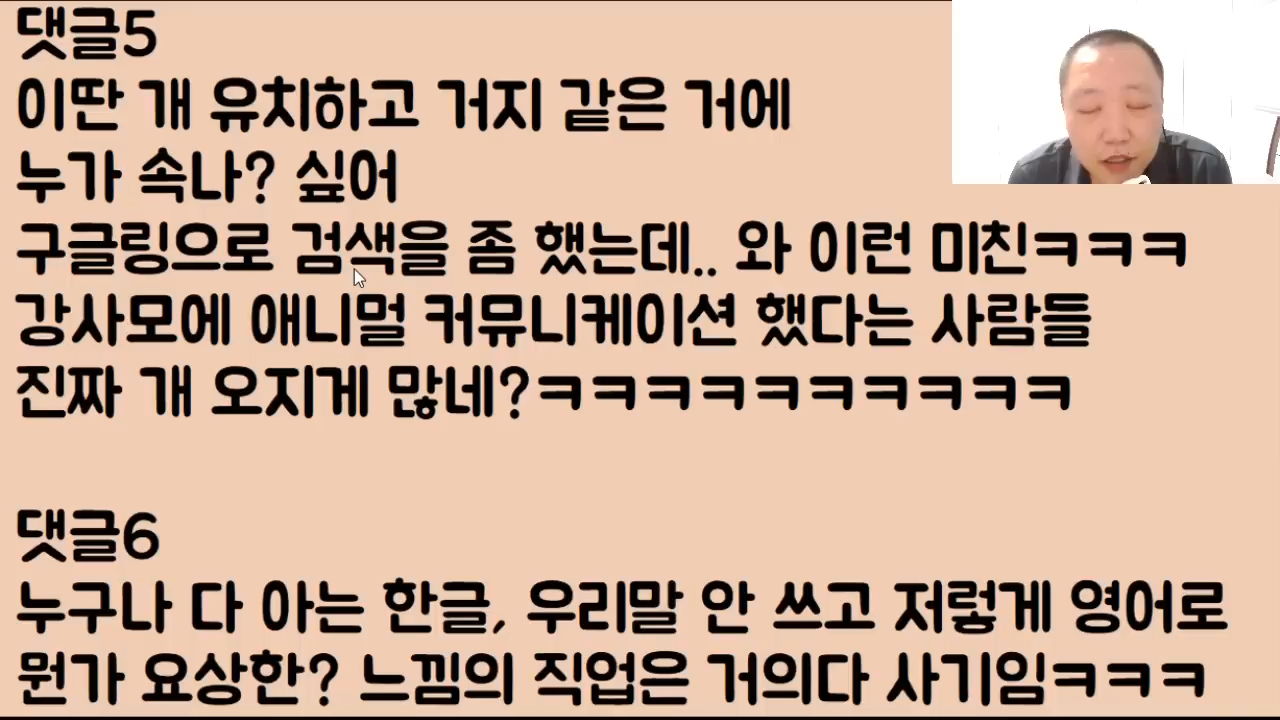 댓글5
이딴 개 유치하고 거지 같은 거에
누가 속나? 싶어
구글링으로 검색을 좀 했는데.. 와 이런 미친ㅋㅋㅋ
강사모에 애니멀 커뮤니케이션 했다는 사람들
진짜 개 오지게 많네?ㅋㅋㅋㅋㅋㅋㅋㅋㅋㅋ
댓글6
누구나 다 아는 한글, 우리말 안 쓰고 저렇게 영어로
뭔가 요상한? 느낌의 직업은 거의다 사기임ㅋㅋㅋ